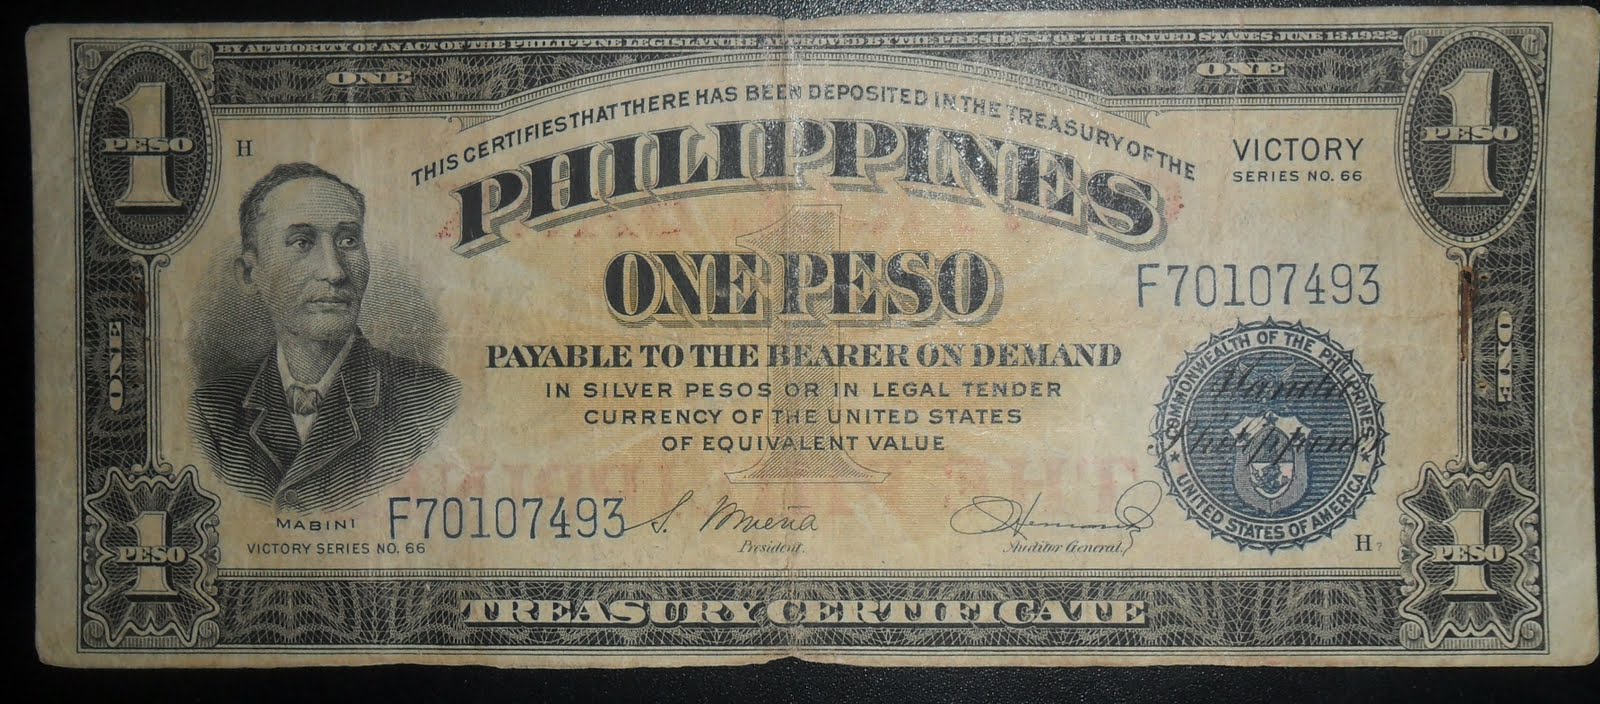 BY AUTHORITY OF AN ACT OF THE PHILIPPINE LEGISLATURE APPROVED BY THE PRESIDENT OF THE UNITED STATES JUNE 13, 1922
ONE
ONE
1
PESO
1
PESO
H
THIS CERTIFIES THAT THERE HAS BEEN DEPOSITED IN THE TREASURY OF THE
VICTORY
SERIES NO. 66
PHILIPPINES
1
ONE PESO
F70107493
ONE
ONE
PAYABLE TO THE BEARER ON DEMAND
IN SILVER PESOS OR IN LEGAL TENDER
CURRENCY OF THE UNITED STATES
OF EQUIVALENT VALUE
COMMONWEALTH OF THE PHILIPPINES
Manila
Philippines
UNITED STATES OF AMERICA
MABINI
F70107493
S. Osmeña
President.
Auditor General.
VICTORY SERIES NO. 66
H
1
PESO
1
PESO
TREASURY CERTIFICATE